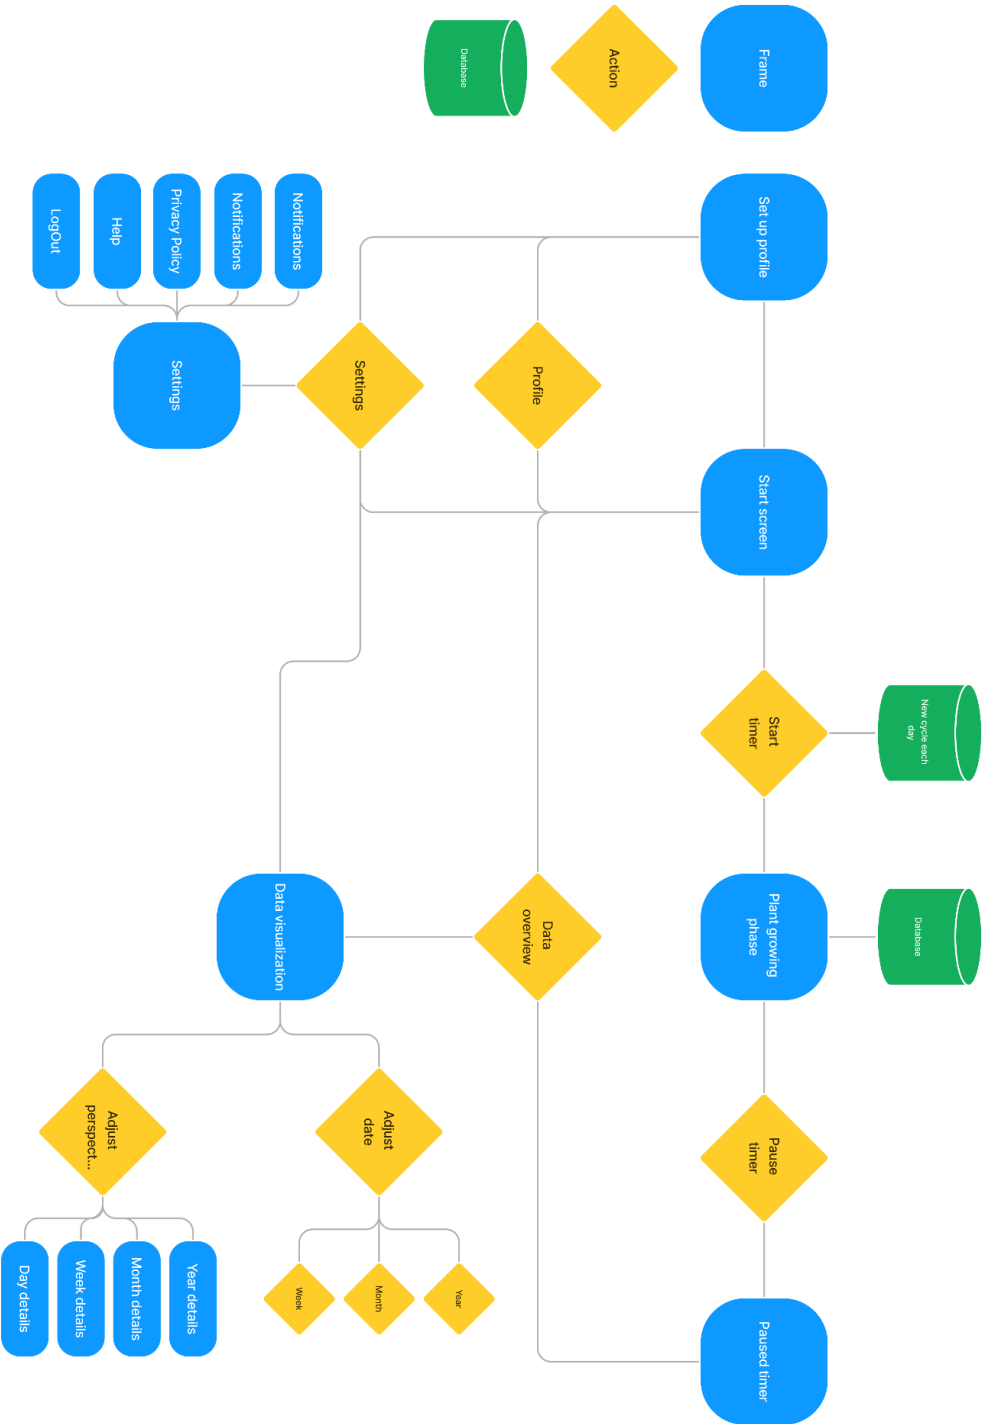 New cycle each
day
Database
Frame
Set up profile
Start screen
Start
timer
Plant growing
phase
Pause
timer
Paused timer
Action
Profile
Data
overview
Database
Settings
Data visualization
Adjust
date
Year
Month
Week
Notifications
Notifications
Privacy Policy
Help
LogOut
Settings
Adjust
perspect...
Year details
Month details
Week details
Day details